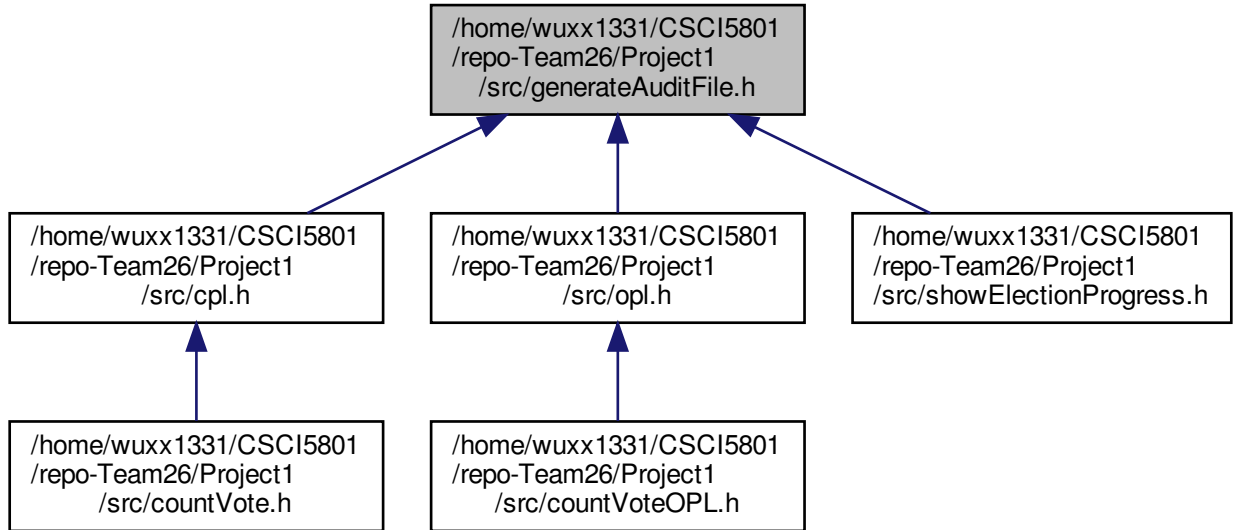 /home/wuxx1331/CSCI5801
/repo-Team26/Project1
/src/generateAuditFile.h
/home/wuxx1331/CSCI5801
/repo-Team26/Project1
/src/cpl.h
/home/wuxx1331/CSCI5801
/repo-Team26/Project1
/src/opl.h
/home/wuxx1331/CSCI5801
/repo-Team26/Project1
/src/showElectionProgress.h
/home/wuxx1331/CSCI5801
/repo-Team26/Project1
/src/countVote.h
/home/wuxx1331/CSCI5801
/repo-Team26/Project1
/src/countVoteOPL.h